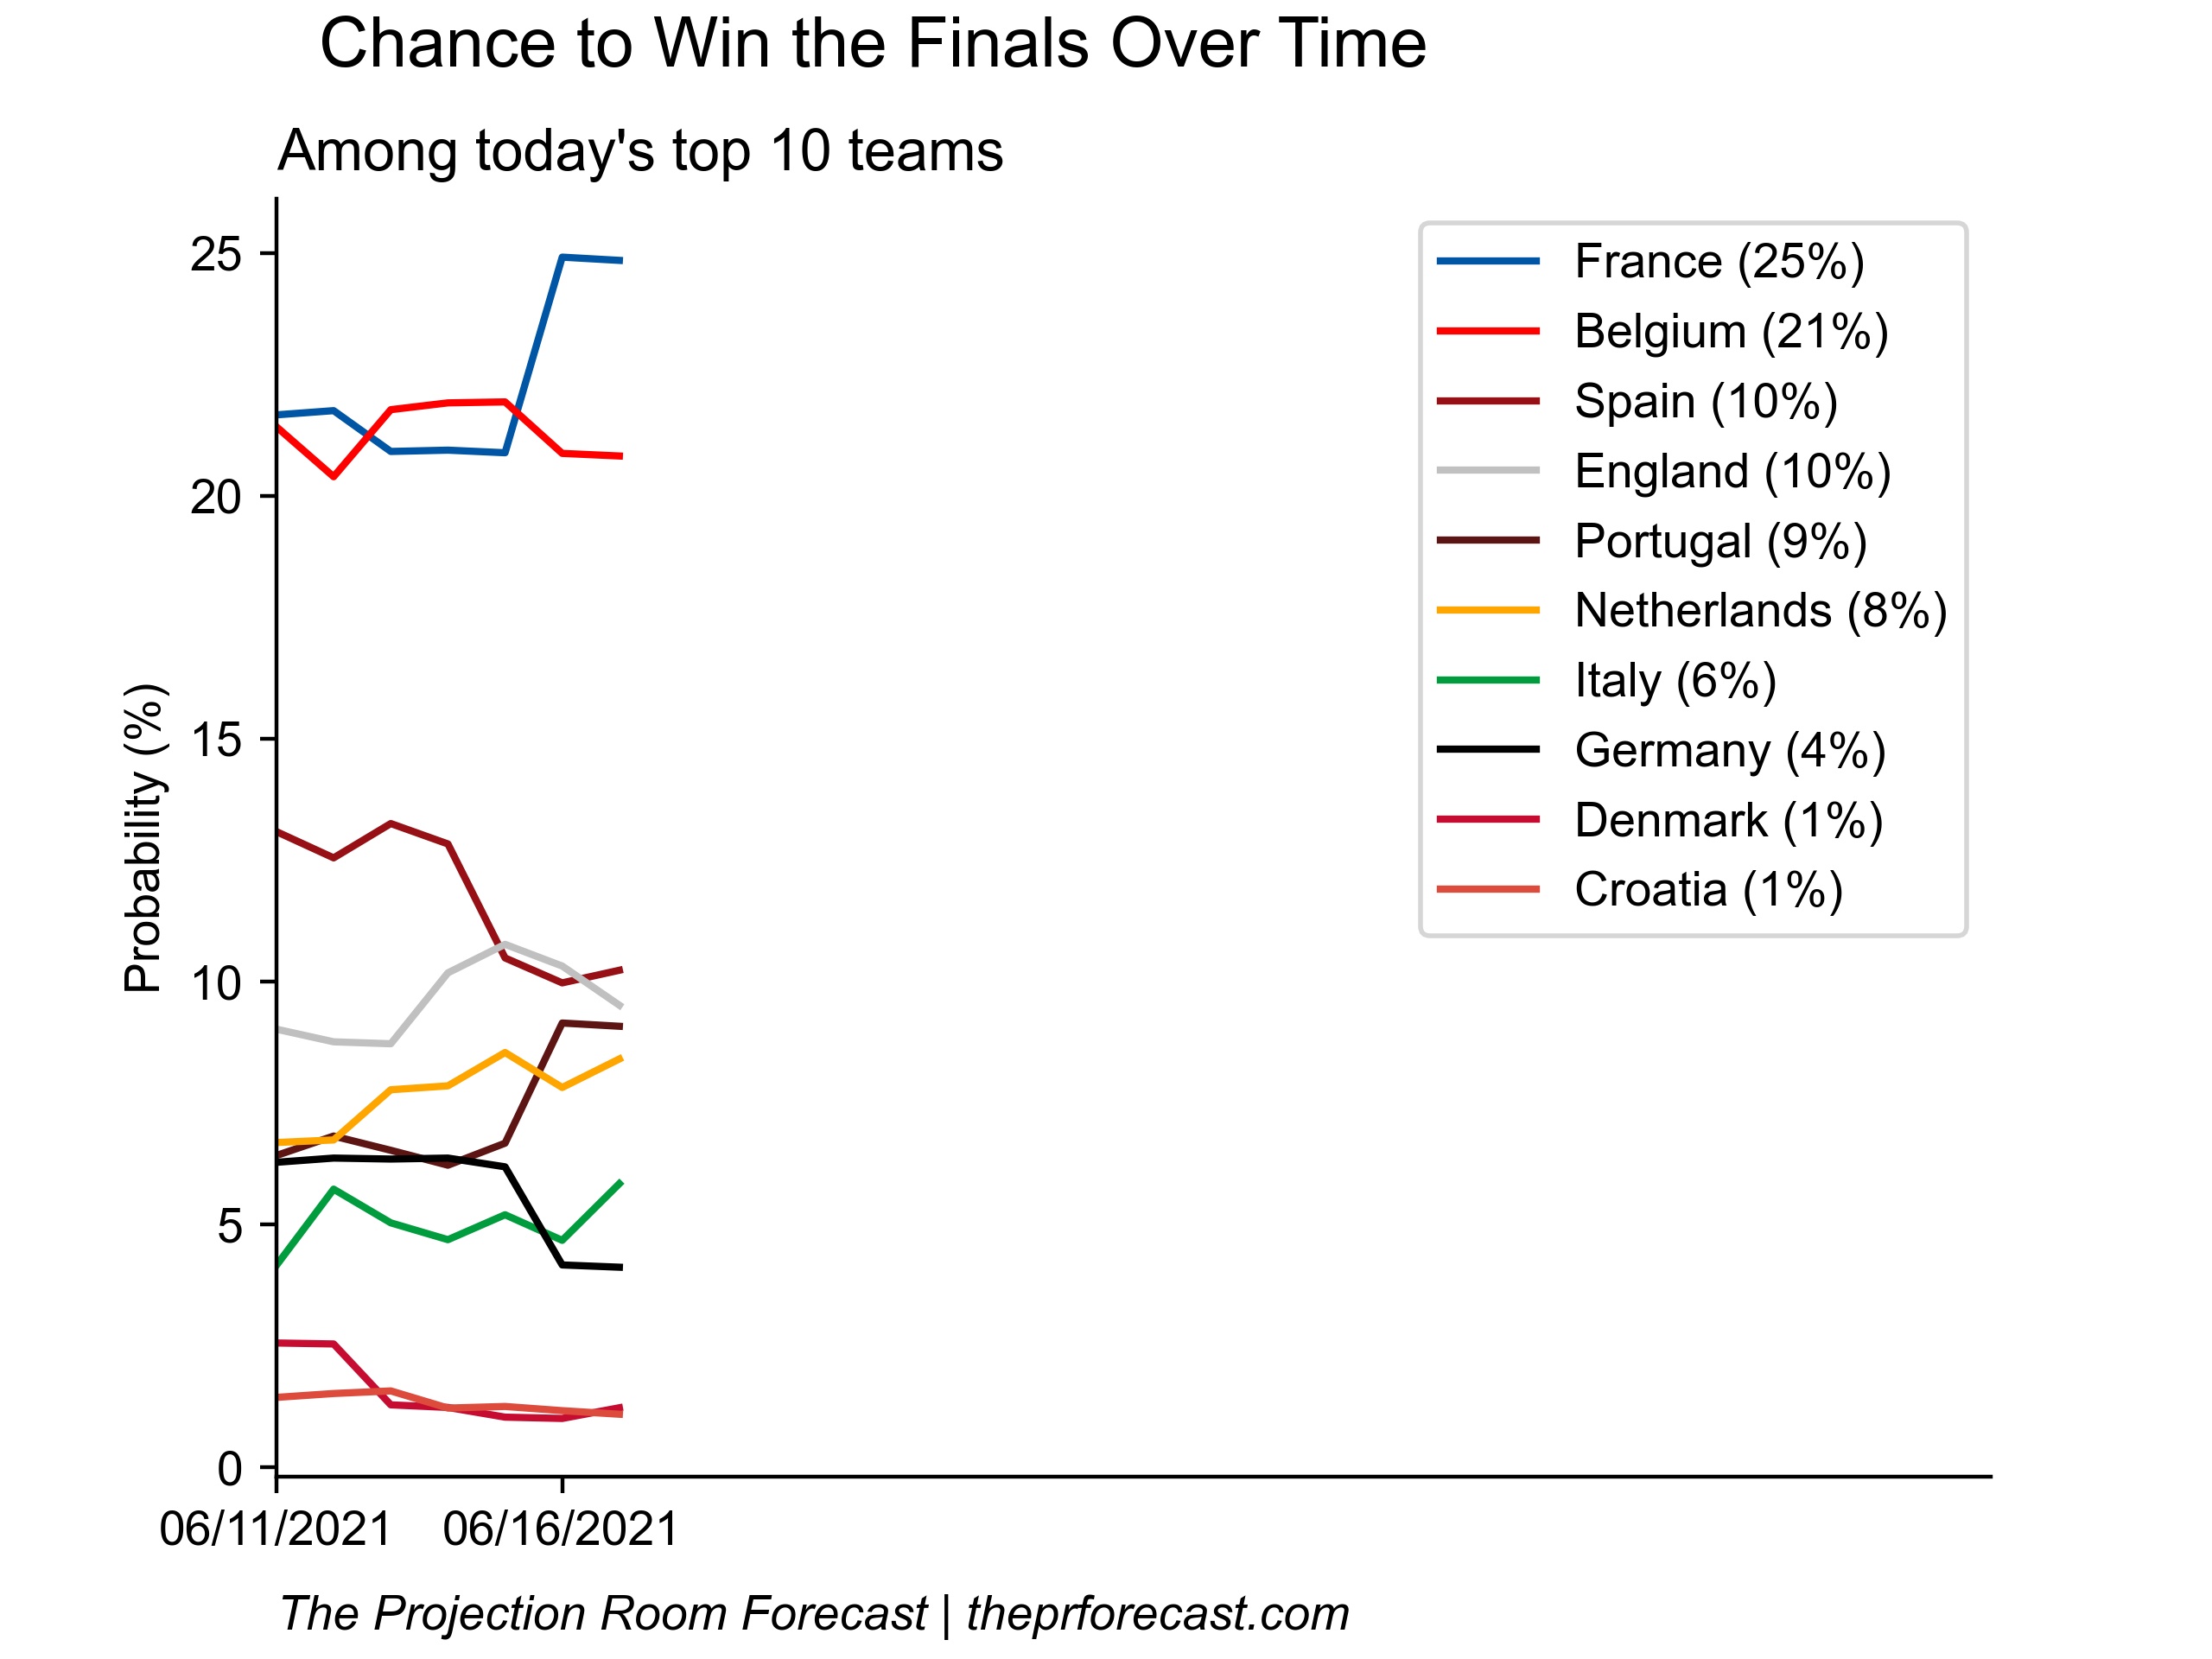 Chance to Win the Finals Over Time
Among today's top 10 teams
Probability (%)
25
20
15
10
5
0
06/11/2021 06/16/2021
France (25%)
Belgium (21%)
Spain (10%)
England (10%)
Portugal (9%)
Netherlands (8%)
Italy (6%)
Germany (4%)
Denmark (1%)
Croatia (1%)
The Projection Room Forecast | theprforecast.com